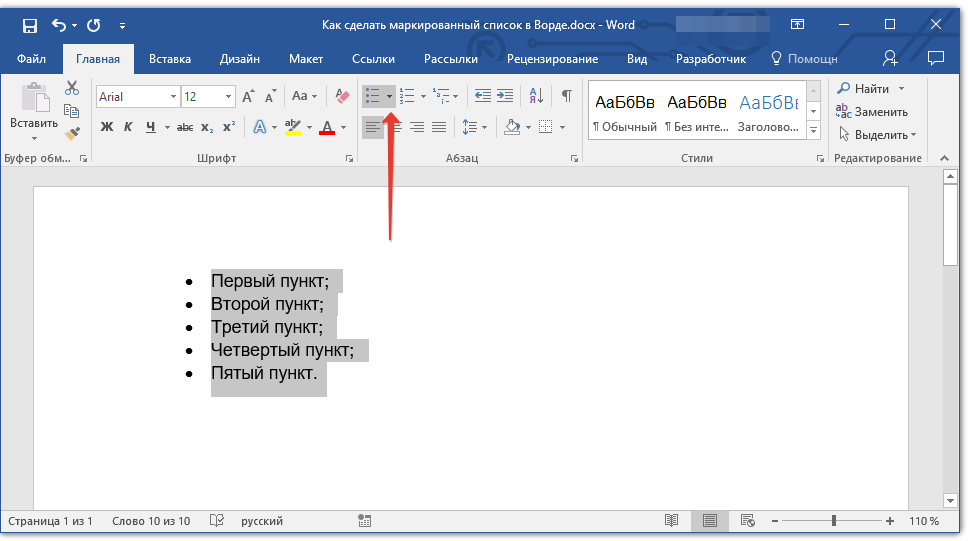 Как сделать маркированный список в Ворде.docx - Word
Файл Главная Вставка Дизайн Макет Ссылки Рассылки Рецензирование Вид Разработчик Помощн
Вставить
Arial 12 Aa
Ж К Ч abc x₂ x² A ab A
АаБбВв АаБбВв АаБбВı
¶ Обычный ¶ Без инте... Заголово...
Найти
Заменить
Выделить
Буфер обм... Шрифт Абзац Стили Редактирование
• Первый пункт;
• Второй пункт;
• Третий пункт;
• Четвертый пункт;
• Пятый пункт.
Страница 1 из 1 Слово 10 из 10 русский 110 %